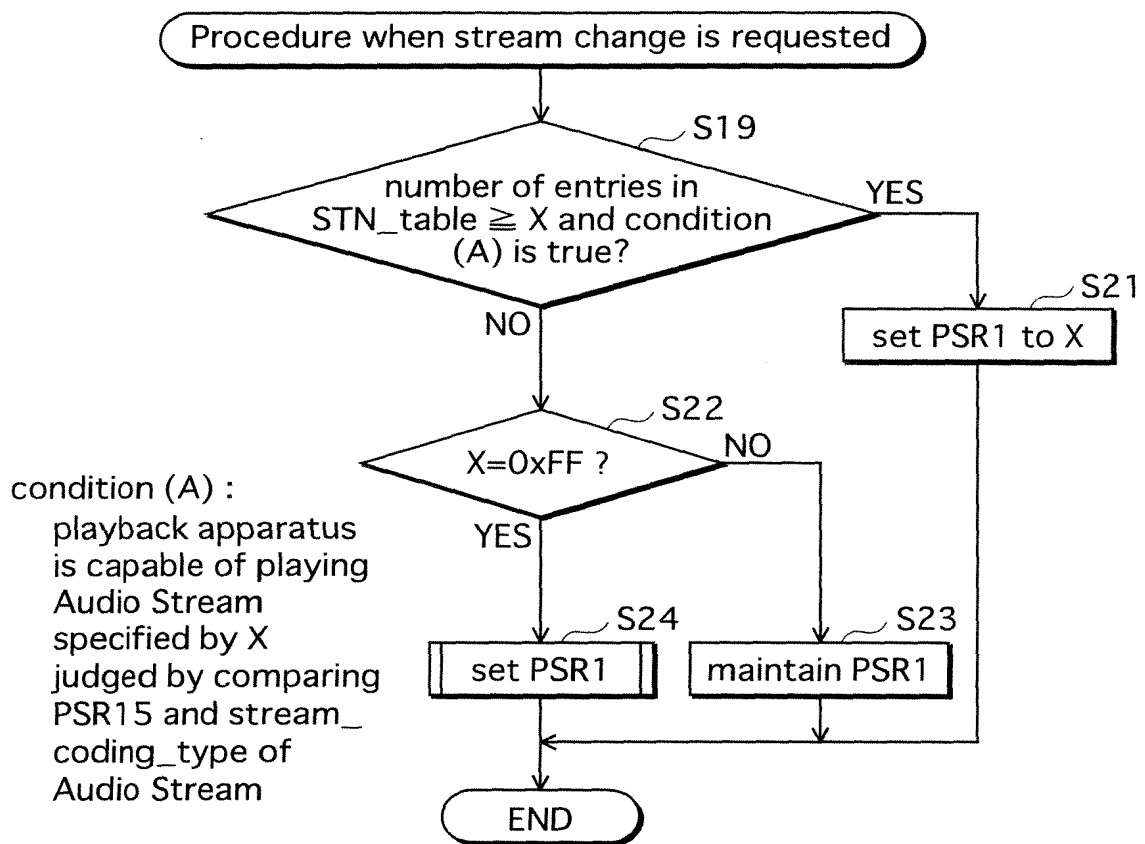 Procedure when stream change is requested
S19
number of entries in
STN_table ≧ X and condition
(A) is true?
YES
NO
S21
set PSR1 to X
S22
X=0xFF ?
NO
YES
condition (A) :
playback apparatus
is capable of playing
Audio Stream
specified by X
judged by comparing
PSR15 and stream_
coding_type of
Audio Stream
S24
set PSR1
S23
maintain PSR1
END